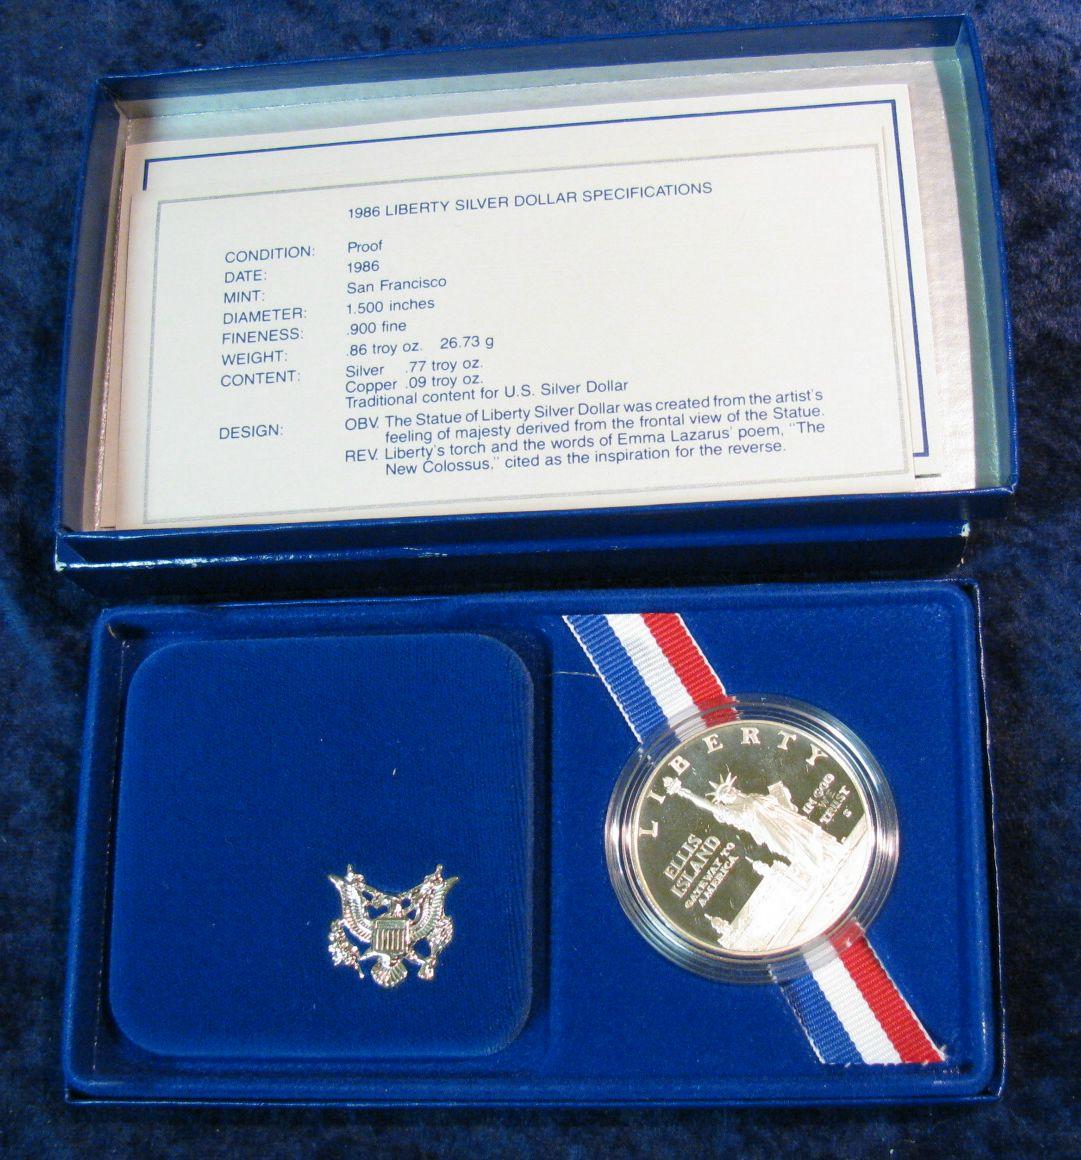 1986 LIBERTY SILVER DOLLAR SPECIFICATIONS
CONDITION: Proof
DATE: 1986
MINT: San Francisco
DIAMETER: 1.500 inches
FINENESS: .900 fine
WEIGHT: .86 troy oz. 26.73 g
CONTENT: Silver .77 troy oz.
Copper .09 troy oz.
Traditional content for U.S. Silver Dollar
DESIGN: OBV. The Statue of Liberty Silver Dollar was created from the artist's
feeling of majesty derived from the frontal view of the Statue.
REV. Liberty's torch and the words of Emma Lazarus' poem, "The
New Colossus," cited as the inspiration for the reverse.
LIBERTY
IN GOD
WE
TRUST
S
ELLIS
ISLAND
GATEWAY TO
AMERICA